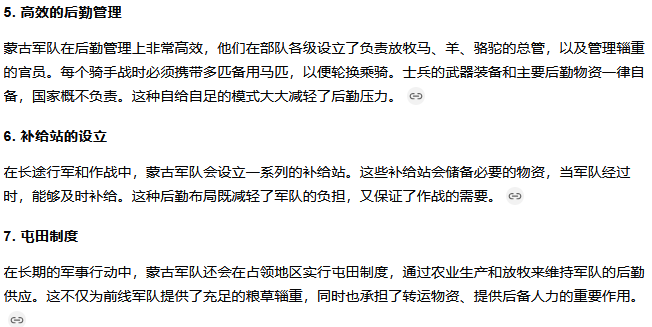 5. 高效的后勤管理
蒙古军队在后勤管理上非常高效，他们在部队各级设立了负责放牧马、羊、骆驼的总管，以及管理辎重
的官员。每个骑手战时必须携带多匹备用马匹，以便轮换乘骑。士兵的武器装备和主要后勤物资一律自
备，国家概不负责。这种自给自足的模式大大减轻了后勤压力。
6. 补给站的设立
在长途行军和作战中，蒙古军队会设立一系列的补给站。这些补给站会储备必要的物资，当军队经过
时，能够及时补给。这种后勤布局既减轻了军队的负担，又保证了作战的需要。
7. 屯田制度
在长期的军事行动中，蒙古军队还会在占领地区实行屯田制度，通过农业生产和放牧来维持军队的后勤
供应。这不仅为前线军队提供了充足的粮草辎重，同时也承担了转运物资、提供后备人力的重要作用。